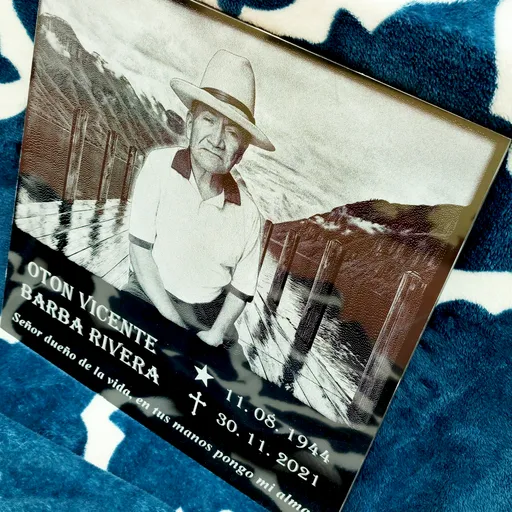 OTON VICENTE
BARBA RIVERA
11. 08. 1944
30. 11. 2021
Señor dueño de la vida, en tus manos pongo mi alma